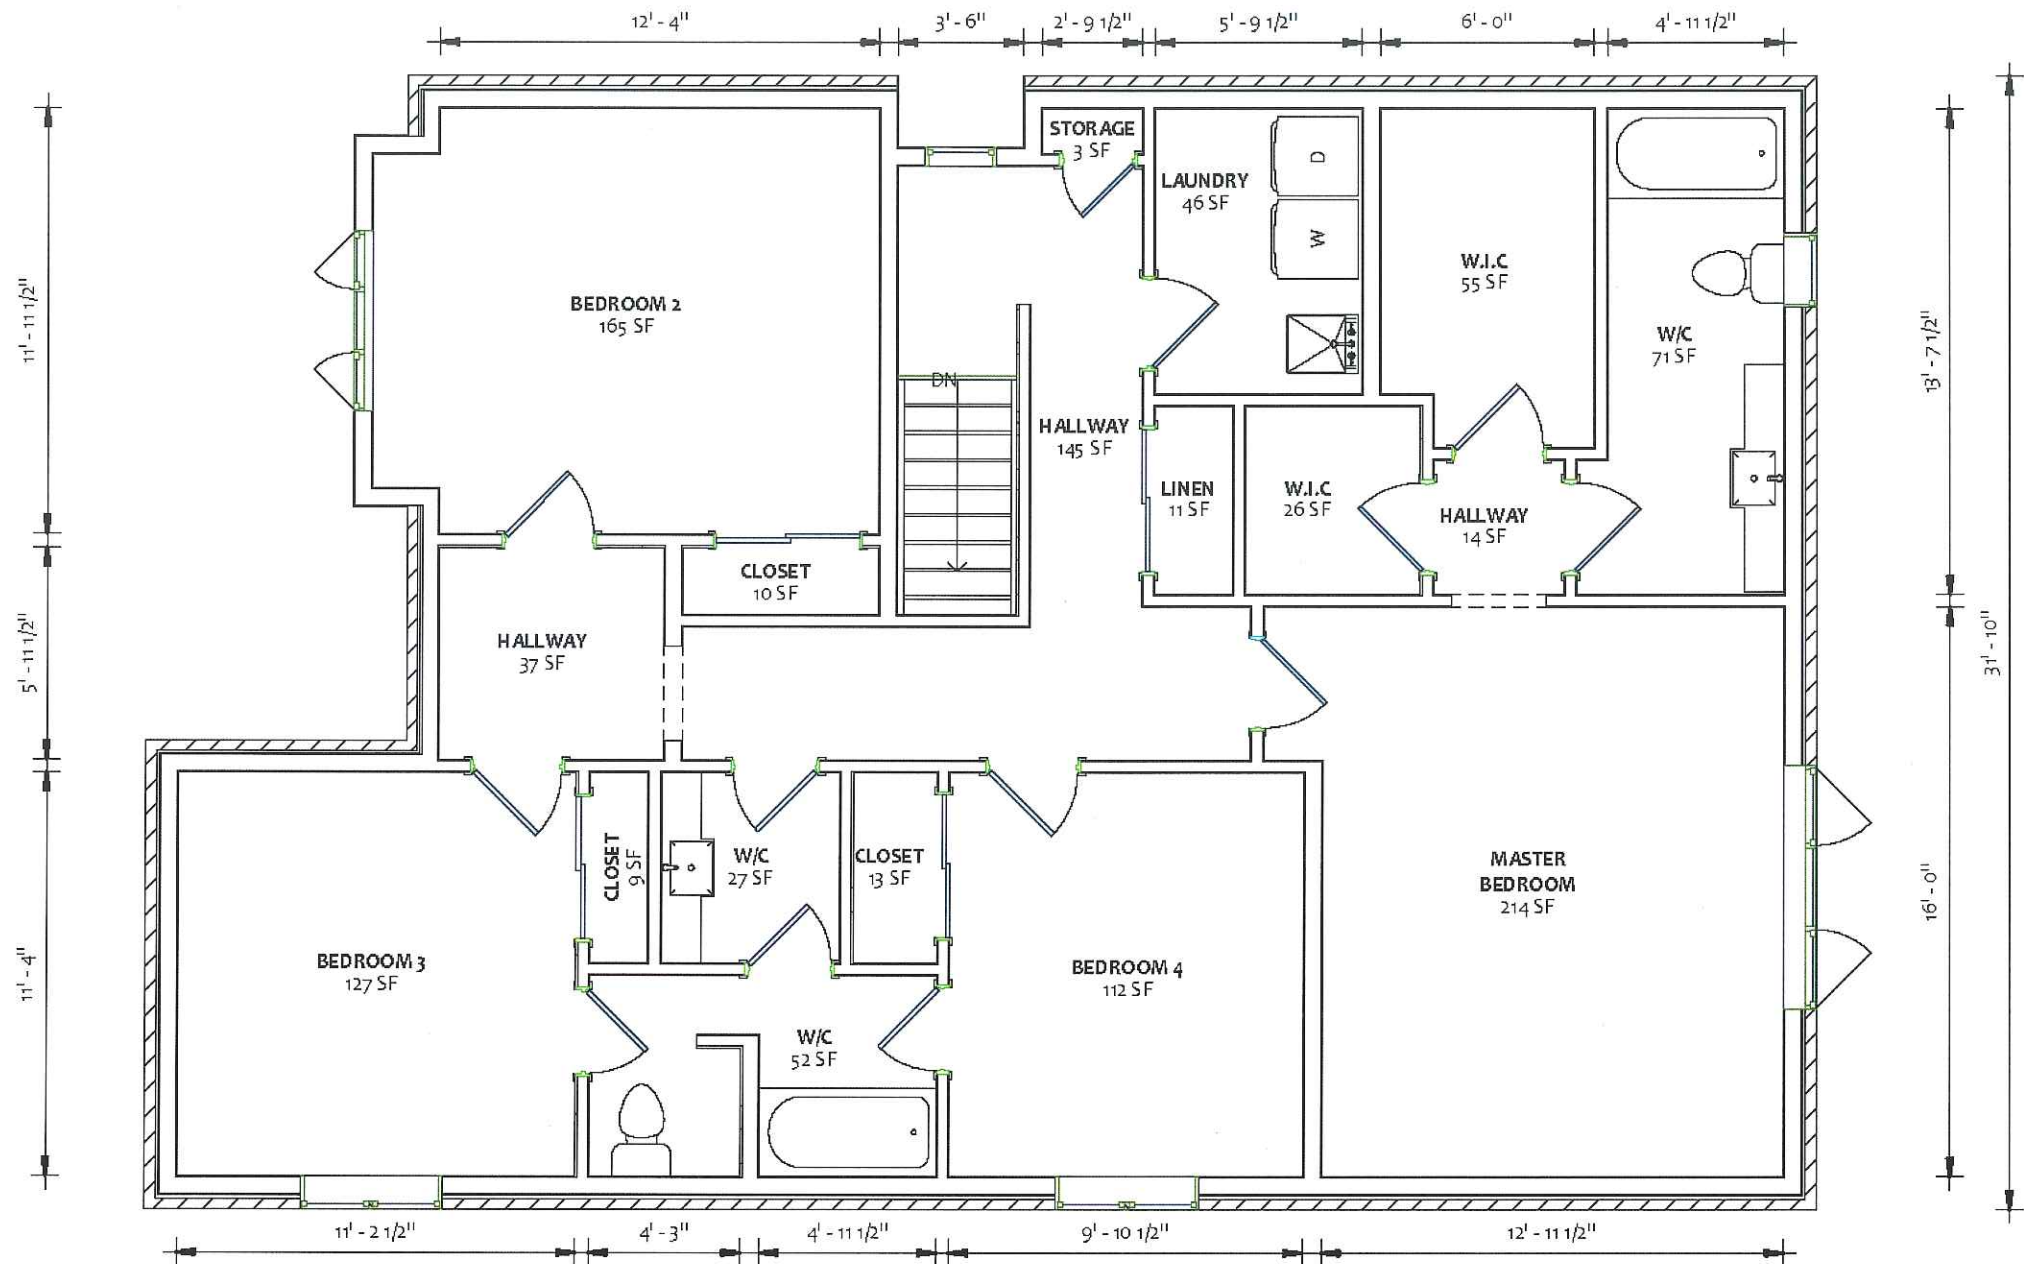 12' - 4"
3' - 6"
2' - 9 1/2"
5' - 9 1/2"
6' - 0"
4' - 11 1/2"
11' - 11 1/2"
5' - 11 1/2"
11' - 4"
STORAGE
3 SF
D
W
LAUNDRY
46 SF
W.I.C
55 SF
BEDROOM 2
165 SF
W/C
71 SF
DN
HALLWAY
145 SF
LINEN
11 SF
W.I.C
26 SF
HALLWAY
14 SF
CLOSET
10 SF
HALLWAY
37 SF
CLOSET
9 SF
W/C
27 SF
CLOSET
13 SF
MASTER
BEDROOM
214 SF
BEDROOM 3
127 SF
BEDROOM 4
112 SF
W/C
52 SF
13' - 7 1/2"
16' - 0"
31' - 10"
11' - 2 1/2"
4' - 3"
4' - 11 1/2"
9' - 10 1/2"
12' - 11 1/2"